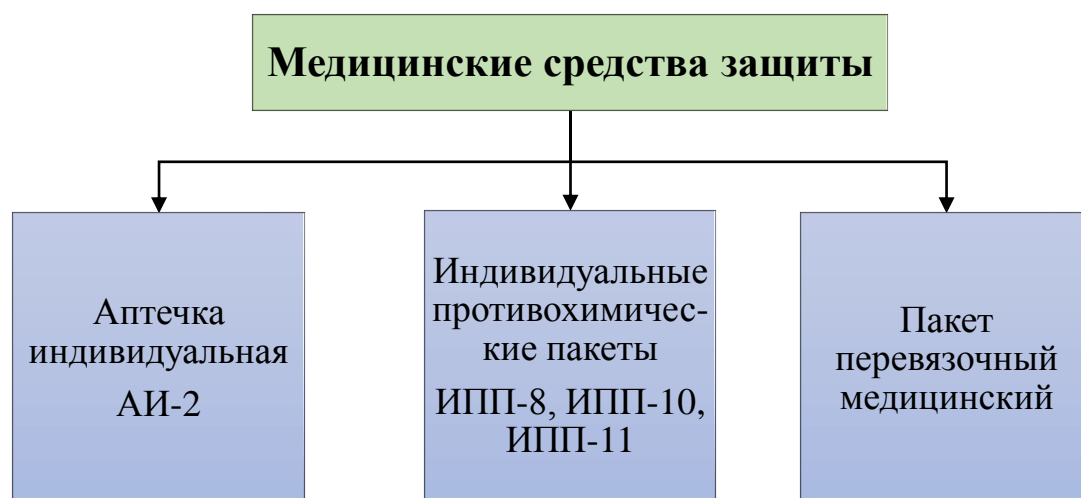 Медицинские средства защиты
Аптечка
индивидуальная
АИ-2
Индивидуальные
противохимичес-
кие пакеты
ИПП-8, ИПП-10,
ИПП-11
Пакет
перевязочный
медицинский